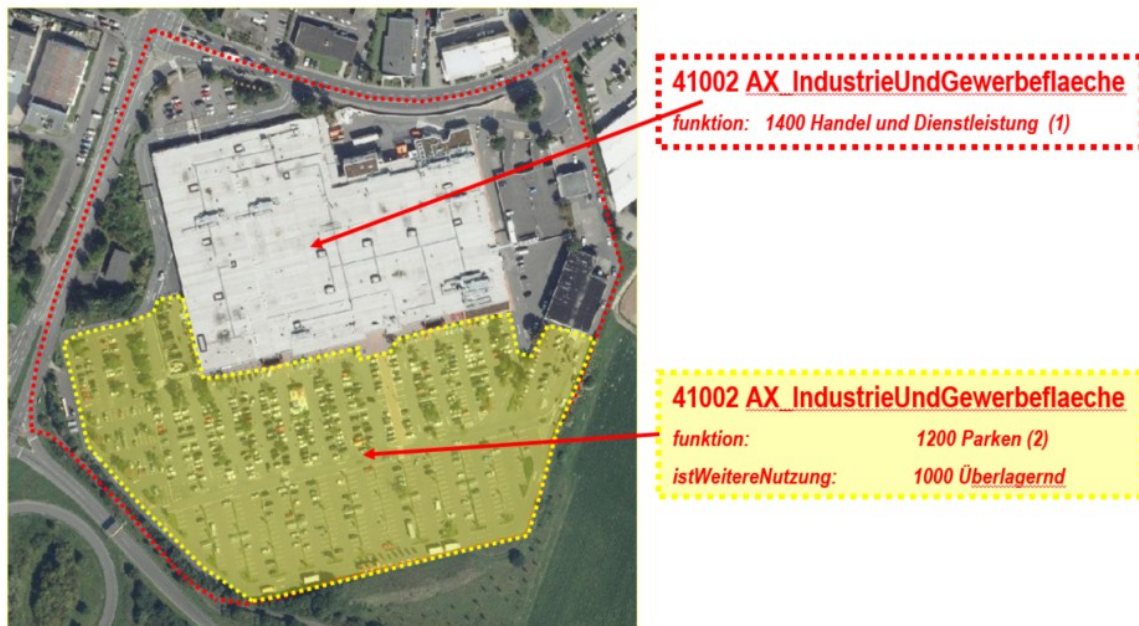 41002 AX_IndustrieUndGewerbeflaeche
funktion: 1400 Handel und Dienstleistung (1)
41002 AX_IndustrieUndGewerbeflaeche
funktion: 1200 Parken (2)
istWeitereNutzung: 1000 Überlagernd